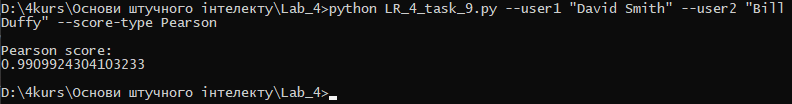 D:\4kurs\Основи штучного інтелекту\Lab_4>python LR_4_task_9.py --user1 "David Smith" --user2 "Bill
Duffy" --score-type Pearson
Pearson score:
0.9909924304103233
D:\4kurs\Основи штучного інтелекту\Lab_4>